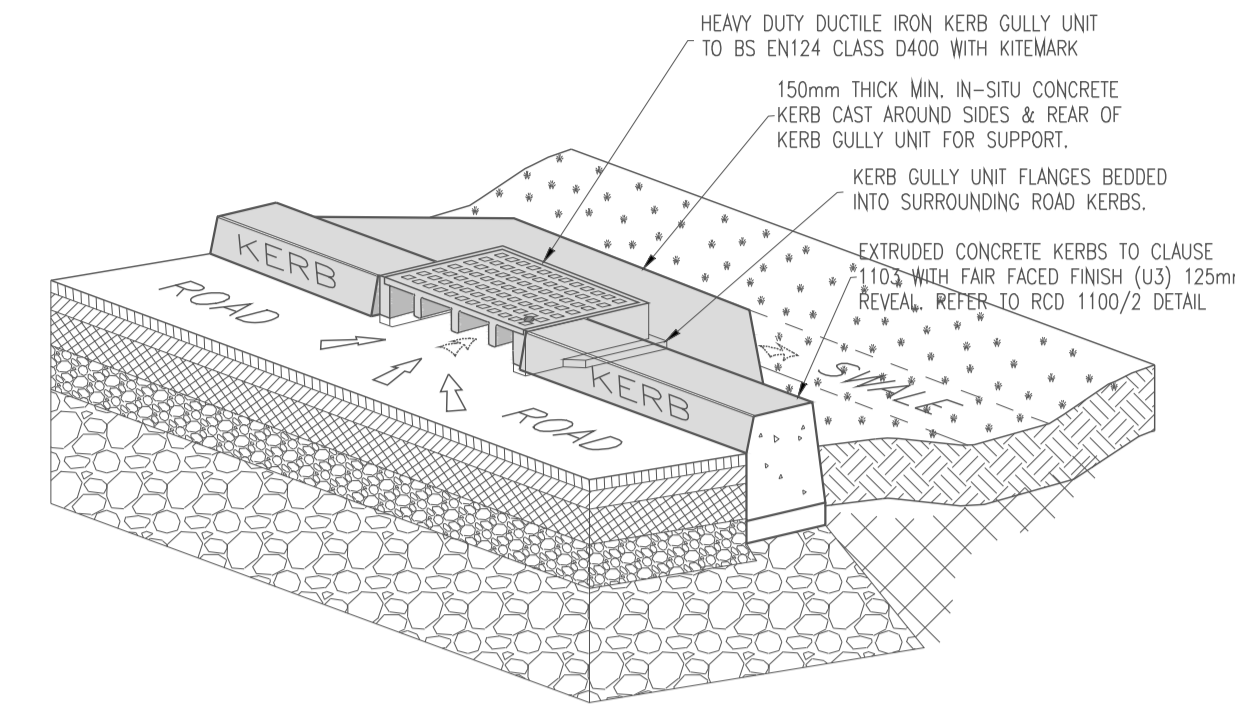 HEAVY DUTY DUCTILE IRON KERB GULLY UNIT
TO BS EN124 CLASS D400 WITH KITEMARK
150mm THICK MIN. IN-SITU CONCRETE
KERB CAST AROUND SIDES & REAR OF
KERB GULLY UNIT FOR SUPPORT.
KERB GULLY UNIT FLANGES BEDDED
INTO SURROUNDING ROAD KERBS.
EXTRUDED CONCRETE KERBS TO CLAUSE
1103 WITH FAIR FACED FINISH (U3) 125mm
REVEAL. REFER TO RCD 1100/2 DETAIL
KERB
ROAD
KERB
ROAD
SWALE